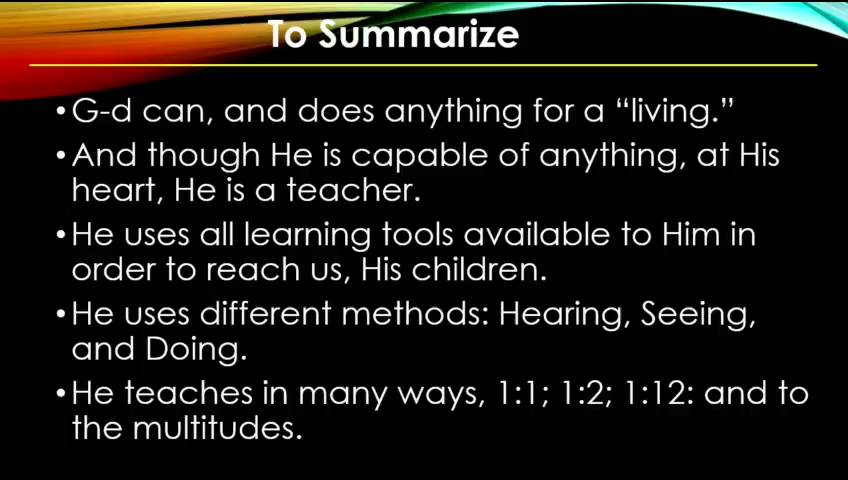 To Summarize
•G-d can, and does anything for a “living.”
•And though He is capable of anything, at His
heart, He is a teacher.
•He uses all learning tools available to Him in
order to reach us, His children.
•He uses different methods: Hearing, Seeing,
and Doing.
•He teaches in many ways, 1:1; 1:2; 1:12: and to
the multitudes.